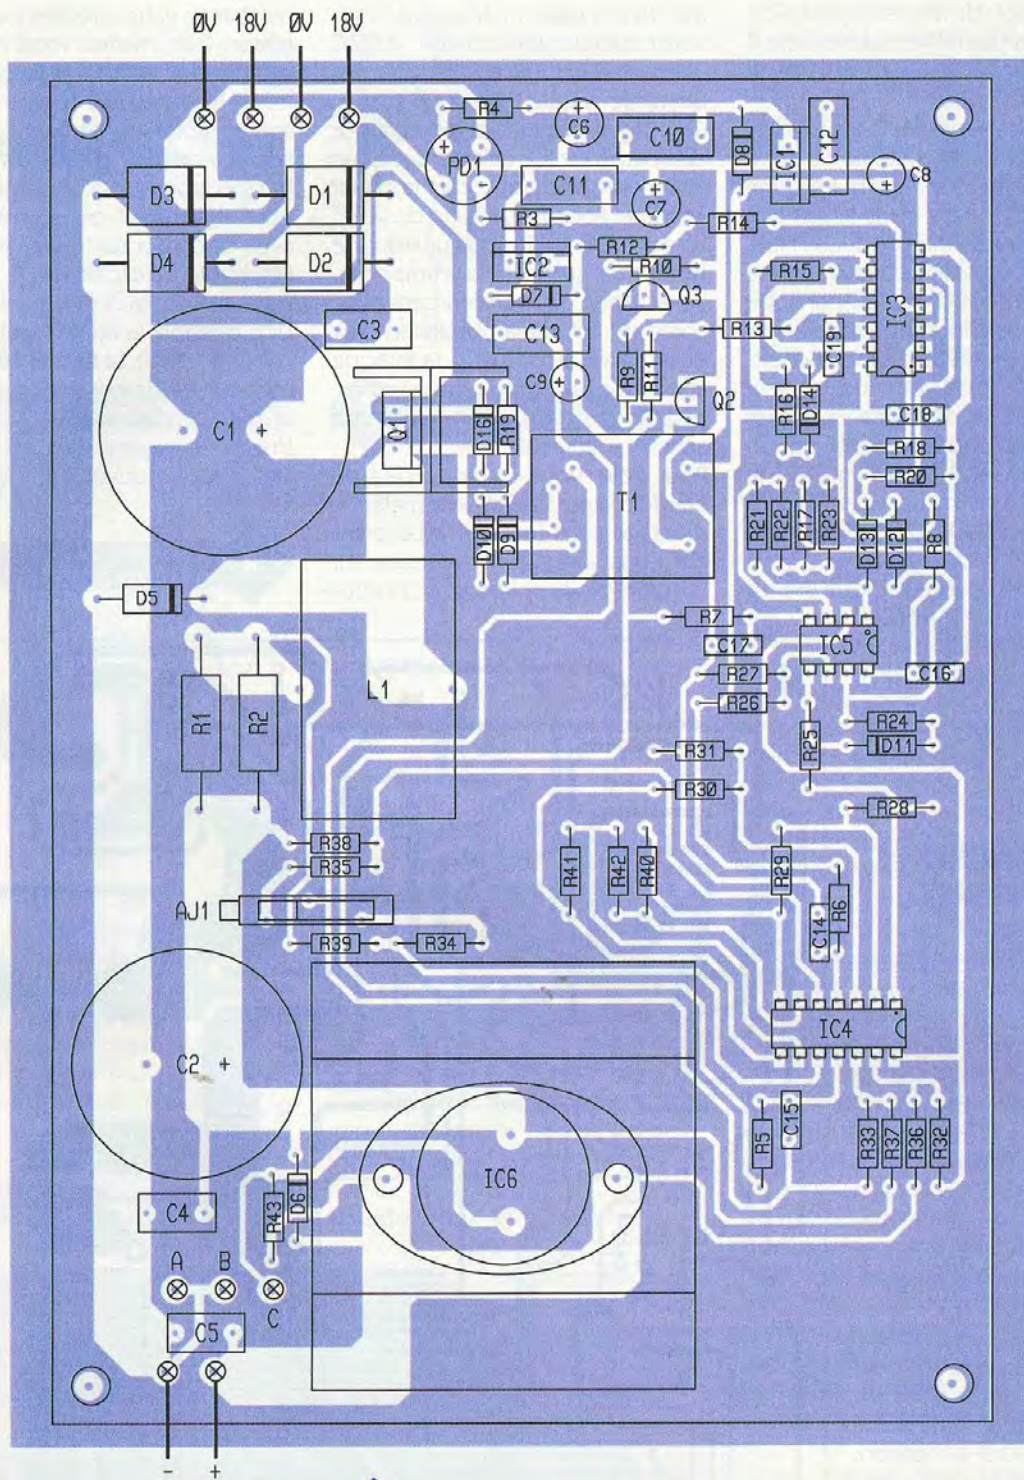 0V 18V 0V 18V
R4
C6
C10
D8
IC1
C12
PD1
C11
C7
C8
D3
D1
R3
R14
D4
D2
IC2
R12
R10
R15
D7
Q3
C3
C13
R13
C19
IC3
C9
R9
R11
Q2
R16
D14
C18
C1
Q1
D16
R19
R18
R20
T1
D10
D9
R21
R22
R17
R23
D13
D12
R8
D5
R7
C17
IC5
C16
R27
R26
L1
R1
R2
R25
R24
D11
R31
R30
R28
R38
R35
R41
R42
R40
R29
R6
AJ1
C14
R39
R34
IC4
C2
C15
R5
R33
R37
R36
R32
IC6
C4
R43
D6
A B
C
C5
- +